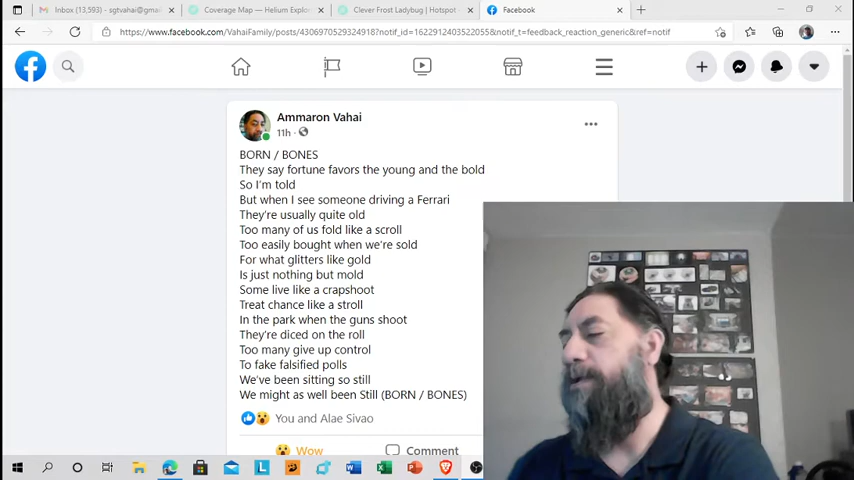 Inbox (13,593) - sgtvahai@gmai
Coverage Map — Helium Explo
Clever Frost Ladybug | Hotspot
Facebook
https://www.facebook.com/VahaiFamily/posts/4306970529324918?notif_id=1622912403522055&notif_t=feedback_reaction_generic&ref=notif
Ammaron Vahai
11h
BORN / BONES
They say fortune favors the young and the bold
So I'm told
But when I see someone driving a Ferrari
They're usually quite old
Too many of us fold like a scroll
Too easily bought when we're sold
For what glitters like gold
Is just nothing but mold
Some live like a crapshoot
Treat chance like a stroll
In the park when the guns shoot
They're diced on the roll
Too many give up control
To fake falsified polls
We've been sitting so still
We might as well been Still (BORN / BONES)
You and Alae Sivao
Wow
Comment